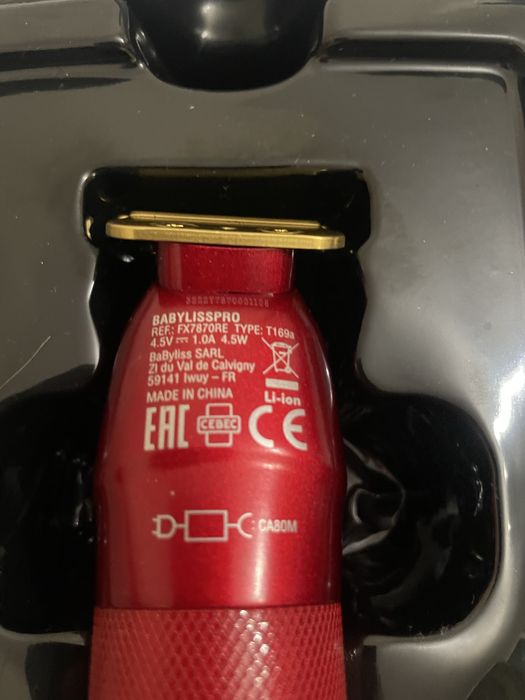 BABYLISSPRO
REF.: FX7870RE TYPE: T169a
4.5V ⎓ 1.0A 4.5W
BaByliss SARL
ZI du Val de Calvigny
59141 Iwuy – FR
Li-ion
MADE IN CHINA
EAC CEBEC CE
CA80M